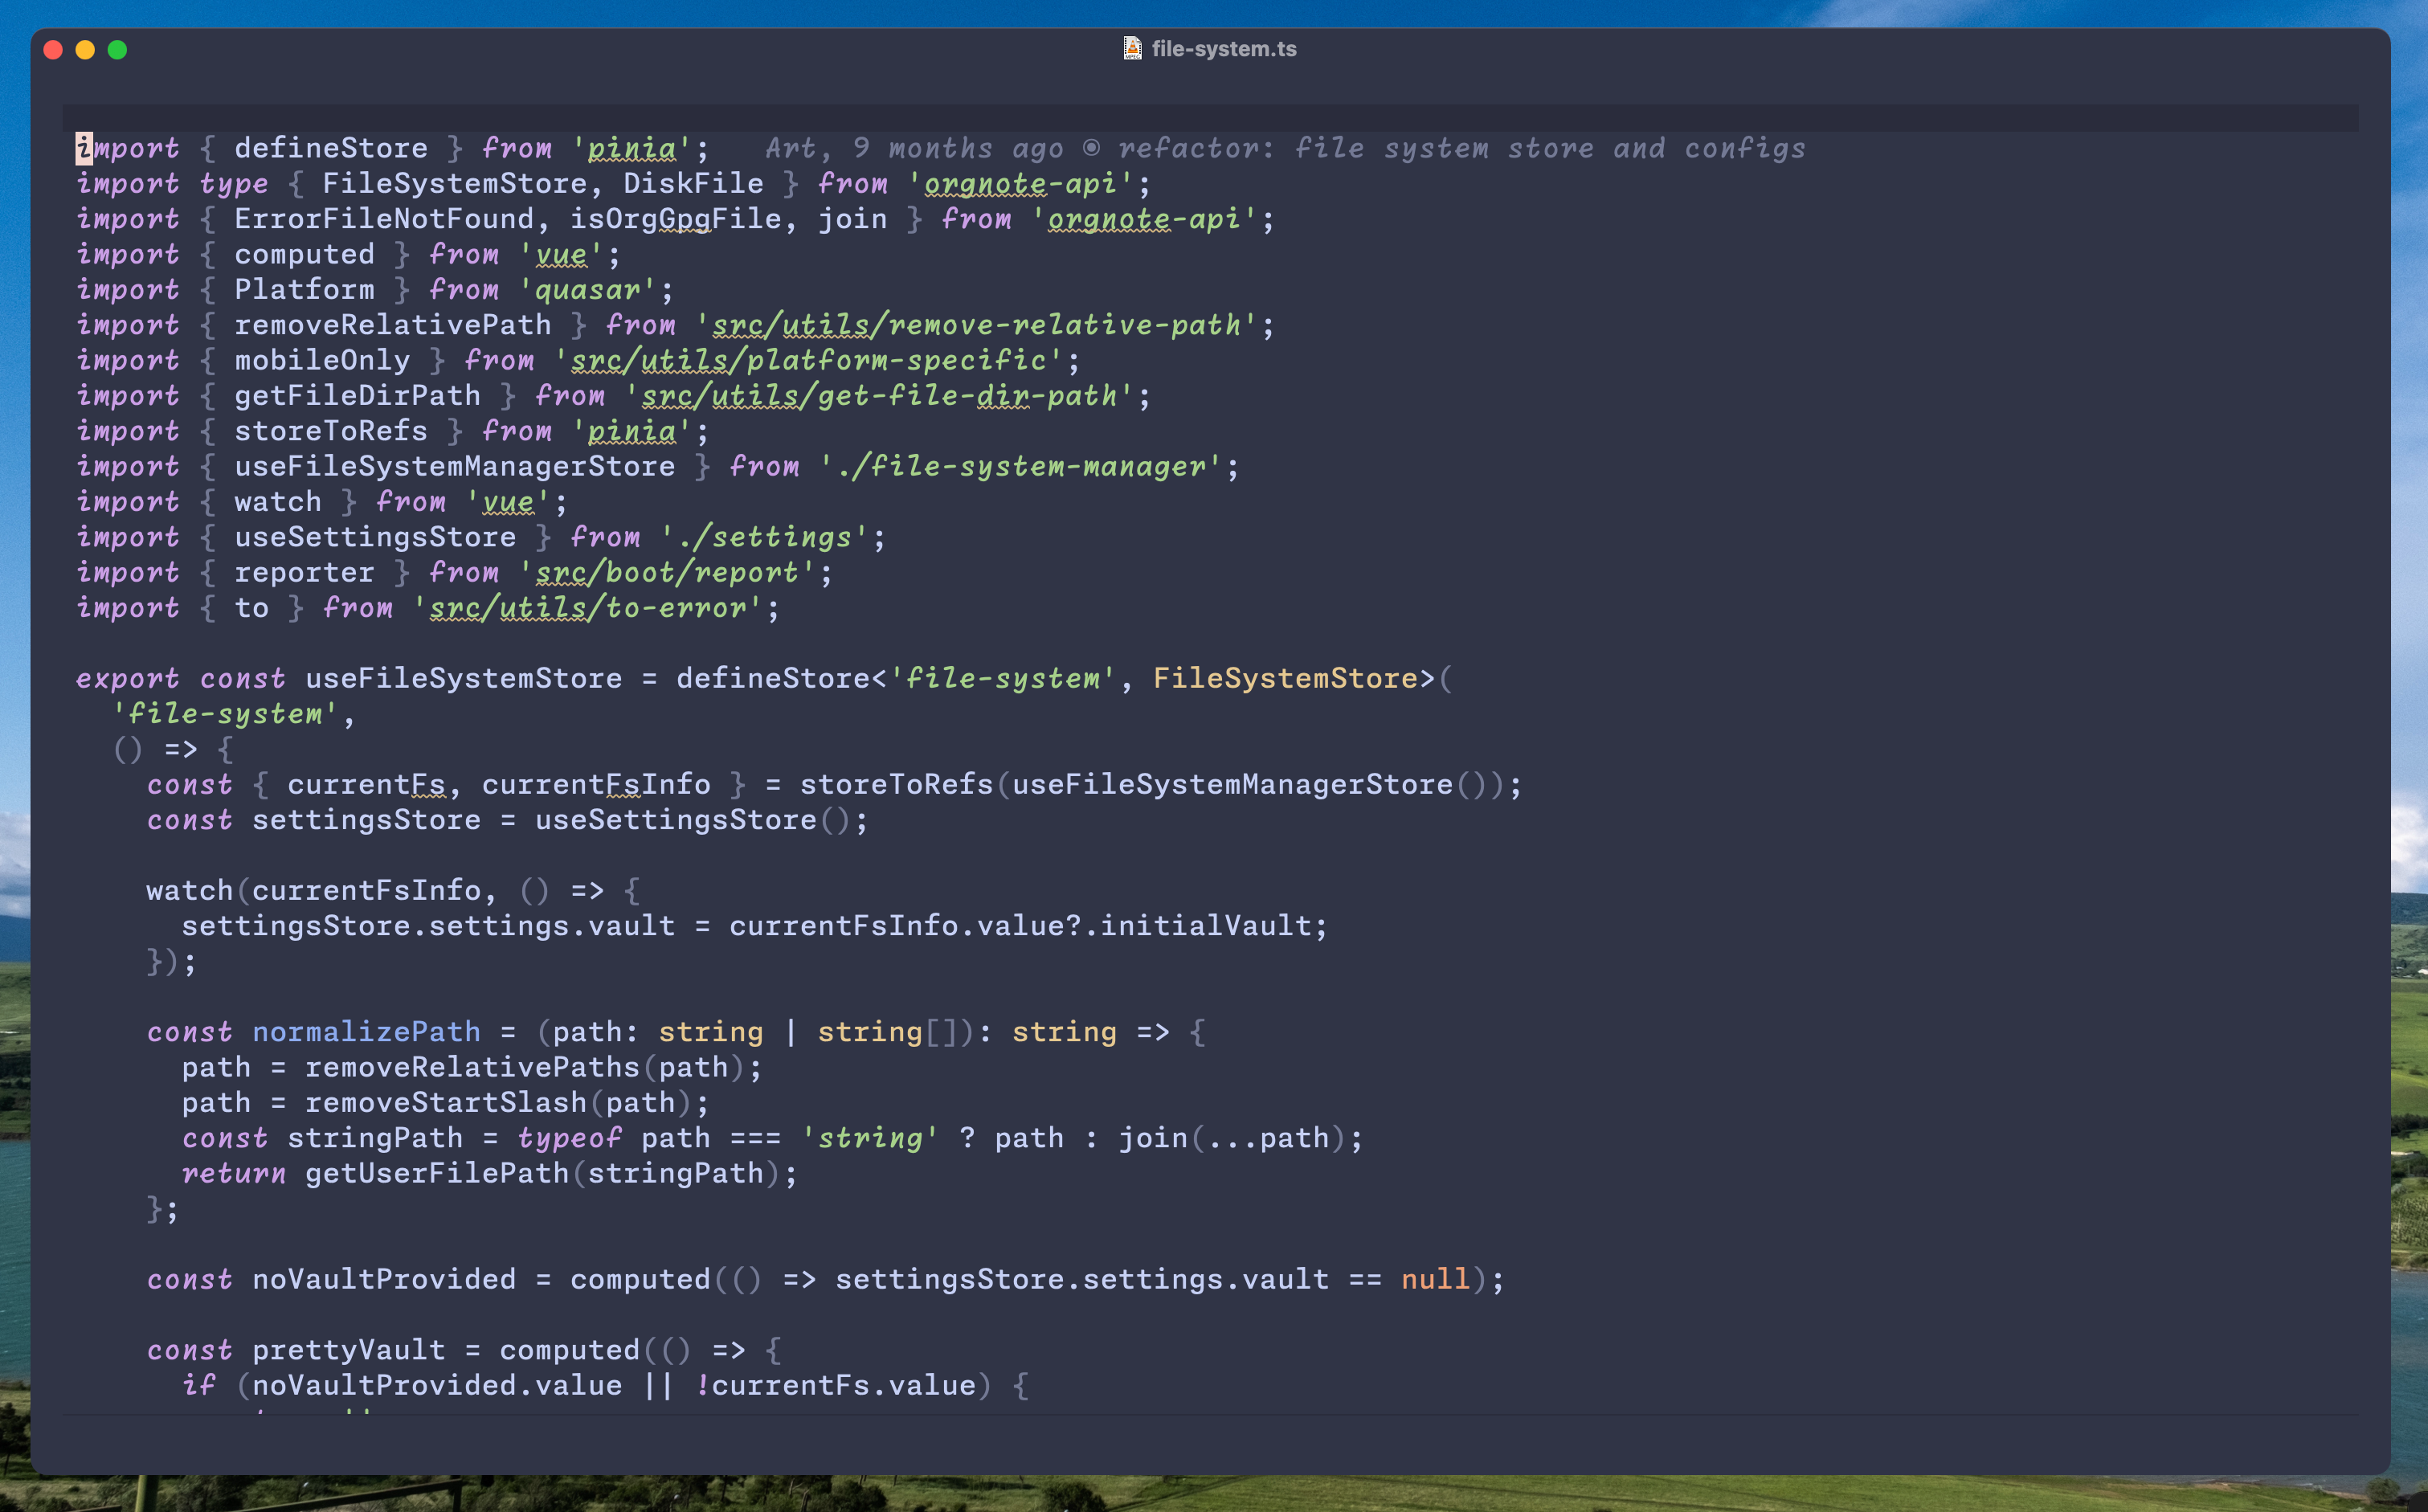 file-system.ts
import { defineStore } from 'pinia';   Art, 9 months ago ◉ refactor: file system store and configs
import type { FileSystemStore, DiskFile } from 'orgnote-api';
import { ErrorFileNotFound, isOrgGpgFile, join } from 'orgnote-api';
import { computed } from 'vue';
import { Platform } from 'quasar';
import { removeRelativePath } from 'src/utils/remove-relative-path';
import { mobileOnly } from 'src/utils/platform-specific';
import { getFileDirPath } from 'src/utils/get-file-dir-path';
import { storeToRefs } from 'pinia';
import { useFileSystemManagerStore } from './file-system-manager';
import { watch } from 'vue';
import { useSettingsStore } from './settings';
import { reporter } from 'src/boot/report';
import { to } from 'src/utils/to-error';

export const useFileSystemStore = defineStore<'file-system', FileSystemStore>(
  'file-system',
  () => {
    const { currentFs, currentFsInfo } = storeToRefs(useFileSystemManagerStore());
    const settingsStore = useSettingsStore();

    watch(currentFsInfo, () => {
      settingsStore.settings.vault = currentFsInfo.value?.initialVault;
    });

    const normalizePath = (path: string | string[]): string => {
      path = removeRelativePaths(path);
      path = removeStartSlash(path);
      const stringPath = typeof path === 'string' ? path : join(...path);
      return getUserFilePath(stringPath);
    };

    const noVaultProvided = computed(() => settingsStore.settings.vault == null);

    const prettyVault = computed(() => {
      if (noVaultProvided.value || !currentFs.value) {